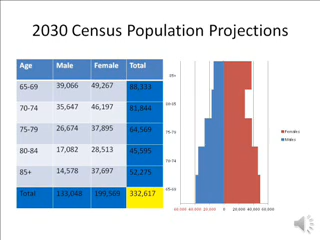 2030 Census Population Projections
Age Male Female Total
65-69 39,066 49,267 88,333
70-74 35,647 46,197 81,844
75-79 26,674 37,895 64,569
80-84 17,082 28,513 45,595
85+ 14,578 37,697 52,275
Total 133,048 199,569 332,617
85+
80-84
75-79
70-74
65-69
60,000 40,000 20,000 0 20,000 40,000 60,000
Females
Males